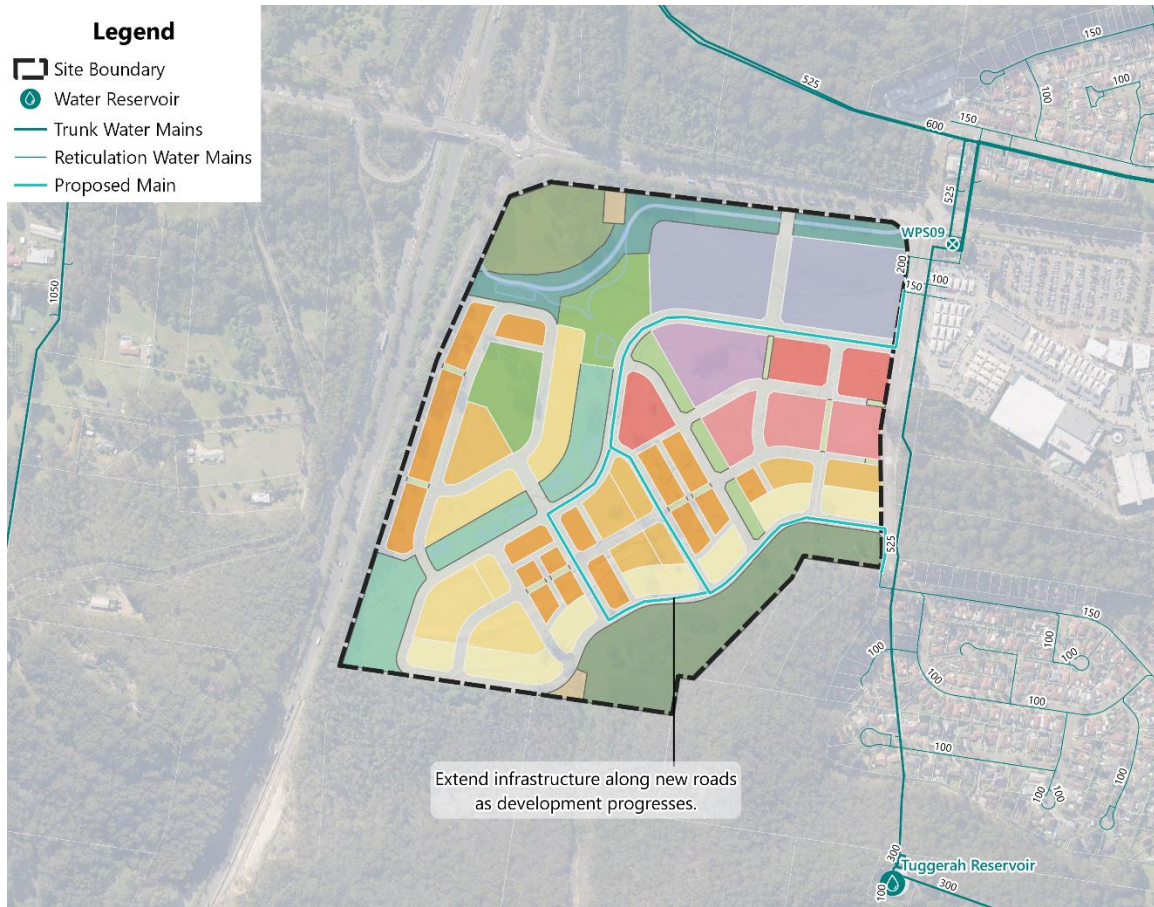 Legend
Site Boundary
Water Reservoir
Trunk Water Mains
Reticulation Water Mains
Proposed Main
525
150
100
100
600
150
525
WPS09
200
100
150
1050
525
150
100
100
100
100
100
100
100
100
100
Extend infrastructure along new roads
as development progresses.
300
Tuggerah Reservoir
100
300